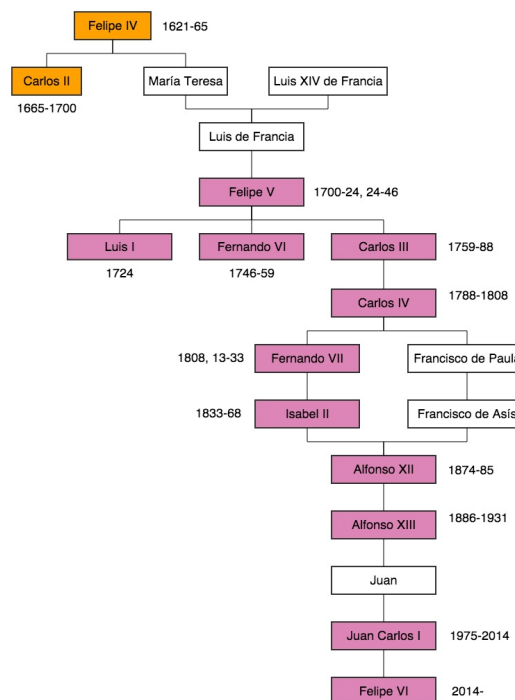 Felipe IV 1621-65
Carlos II María Teresa Luis XIV de Francia
1665-1700
Luis de Francia
Felipe V 1700-24, 24-46
Luis I Fernando VI Carlos III 1759-88
1724 1746-59
Carlos IV 1788-1808
1808, 13-33 Fernando VII Francisco de Paula
1833-68 Isabel II Francisco de Asís
Alfonso XII 1874-85
Alfonso XIII 1886-1931
Juan
Juan Carlos I 1975-2014
Felipe VI 2014-